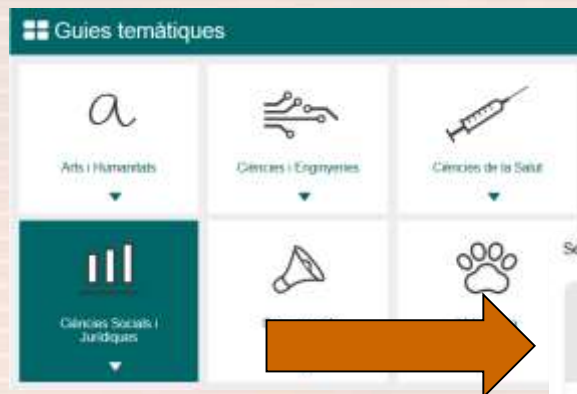 Guies temàtiques
a
Arts i Humanitats
Ciències i Enginyeries
Ciències de la Salut
Ciències Socials i
Jurídiques